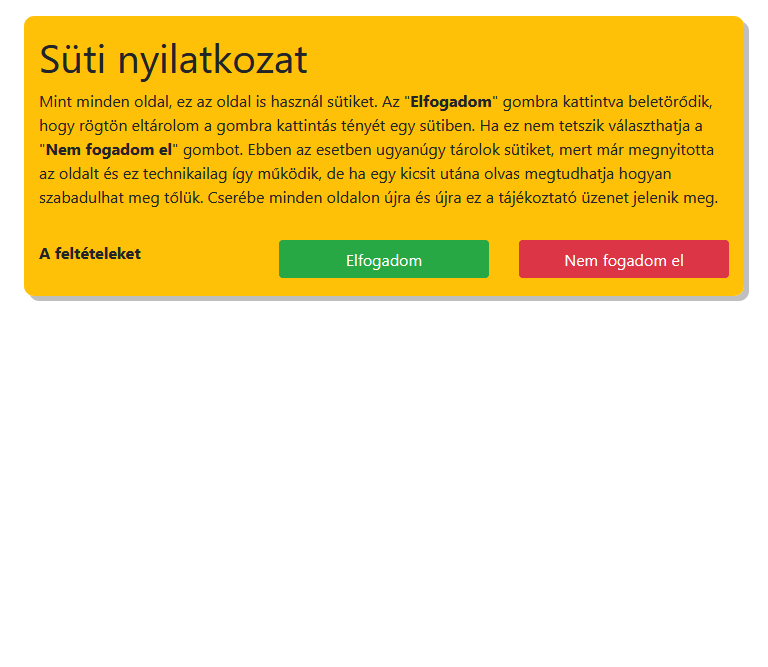 Süti nyilatkozat
Mint minden oldal, ez az oldal is használ sütiket. Az "Elfogadom" gombra kattintva beletörődik,
hogy rögtön eltárolom a gombra kattintás tényét egy sütiben. Ha ez nem tetszik választhatja a
"Nem fogadom el" gombot. Ebben az esetben ugyanúgy tárolok sütiket, mert már megnyitotta
az oldalt és ez technikailag így működik, de ha egy kicsit utána olvas megtudhatja hogyan
szabadulhat meg tőlük. Cserébe minden oldalon újra és újra ez a tájékoztató üzenet jelenik meg.
A feltételeket
Elfogadom
Nem fogadom el